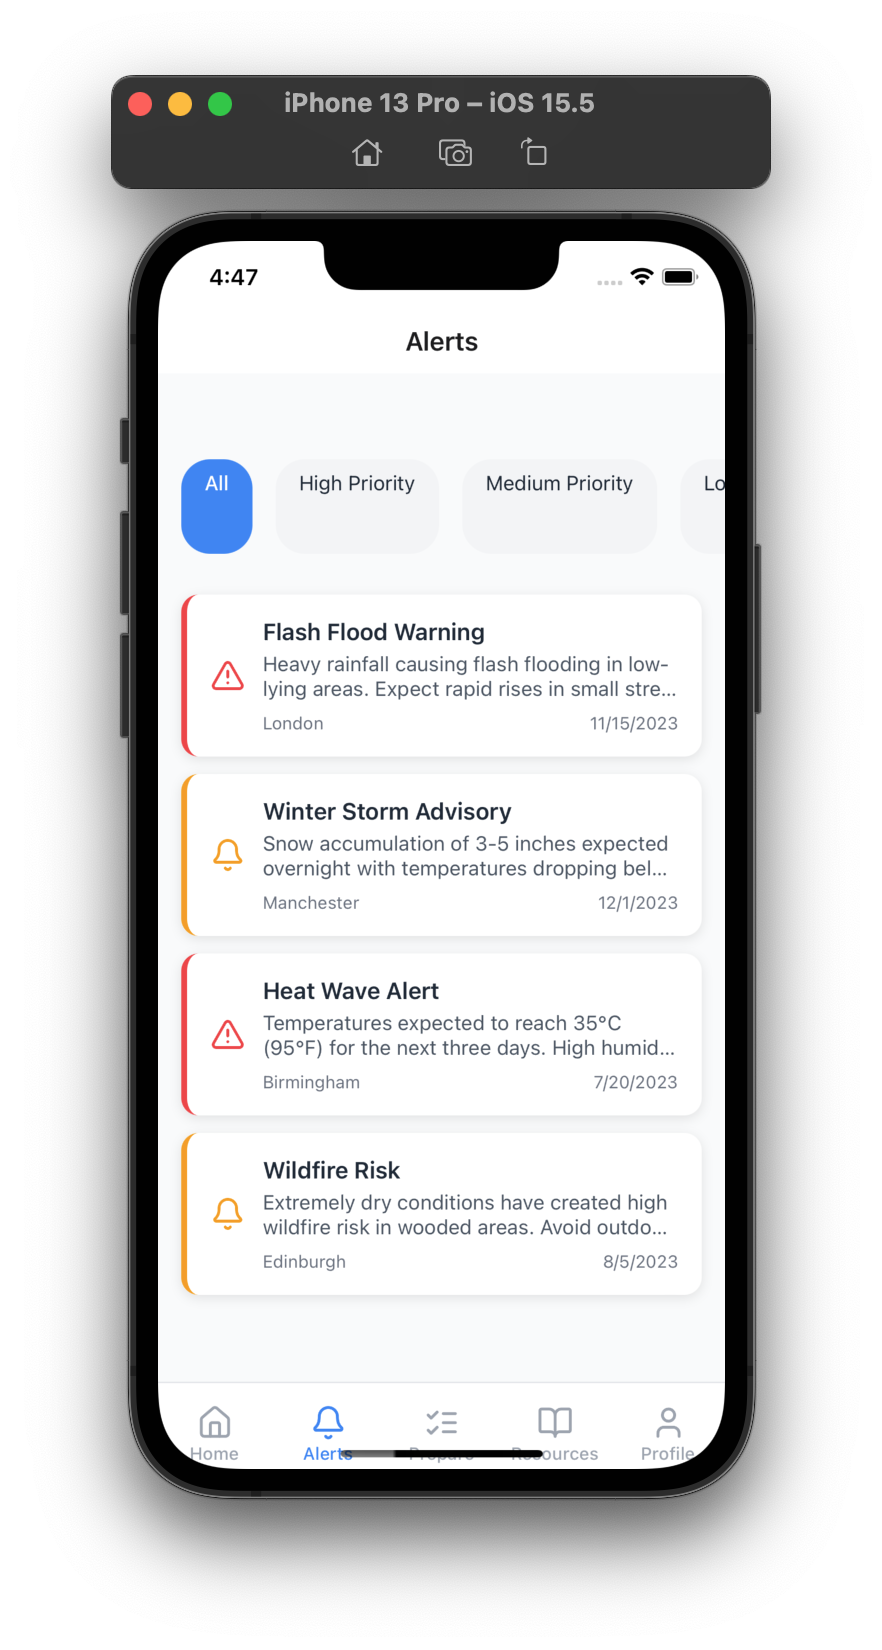 iPhone 13 Pro – iOS 15.5
4:47
Alerts
All
High Priority
Medium Priority
Lo
Flash Flood Warning
Heavy rainfall causing flash flooding in low-
lying areas. Expect rapid rises in small stre...
London
11/15/2023
Winter Storm Advisory
Snow accumulation of 3-5 inches expected
overnight with temperatures dropping bel...
Manchester
12/1/2023
Heat Wave Alert
Temperatures expected to reach 35°C
(95°F) for the next three days. High humid...
Birmingham
7/20/2023
Wildfire Risk
Extremely dry conditions have created high
wildfire risk in wooded areas. Avoid outdo...
Edinburgh
8/5/2023
Home
Alerts
Prepare
Resources
Profile